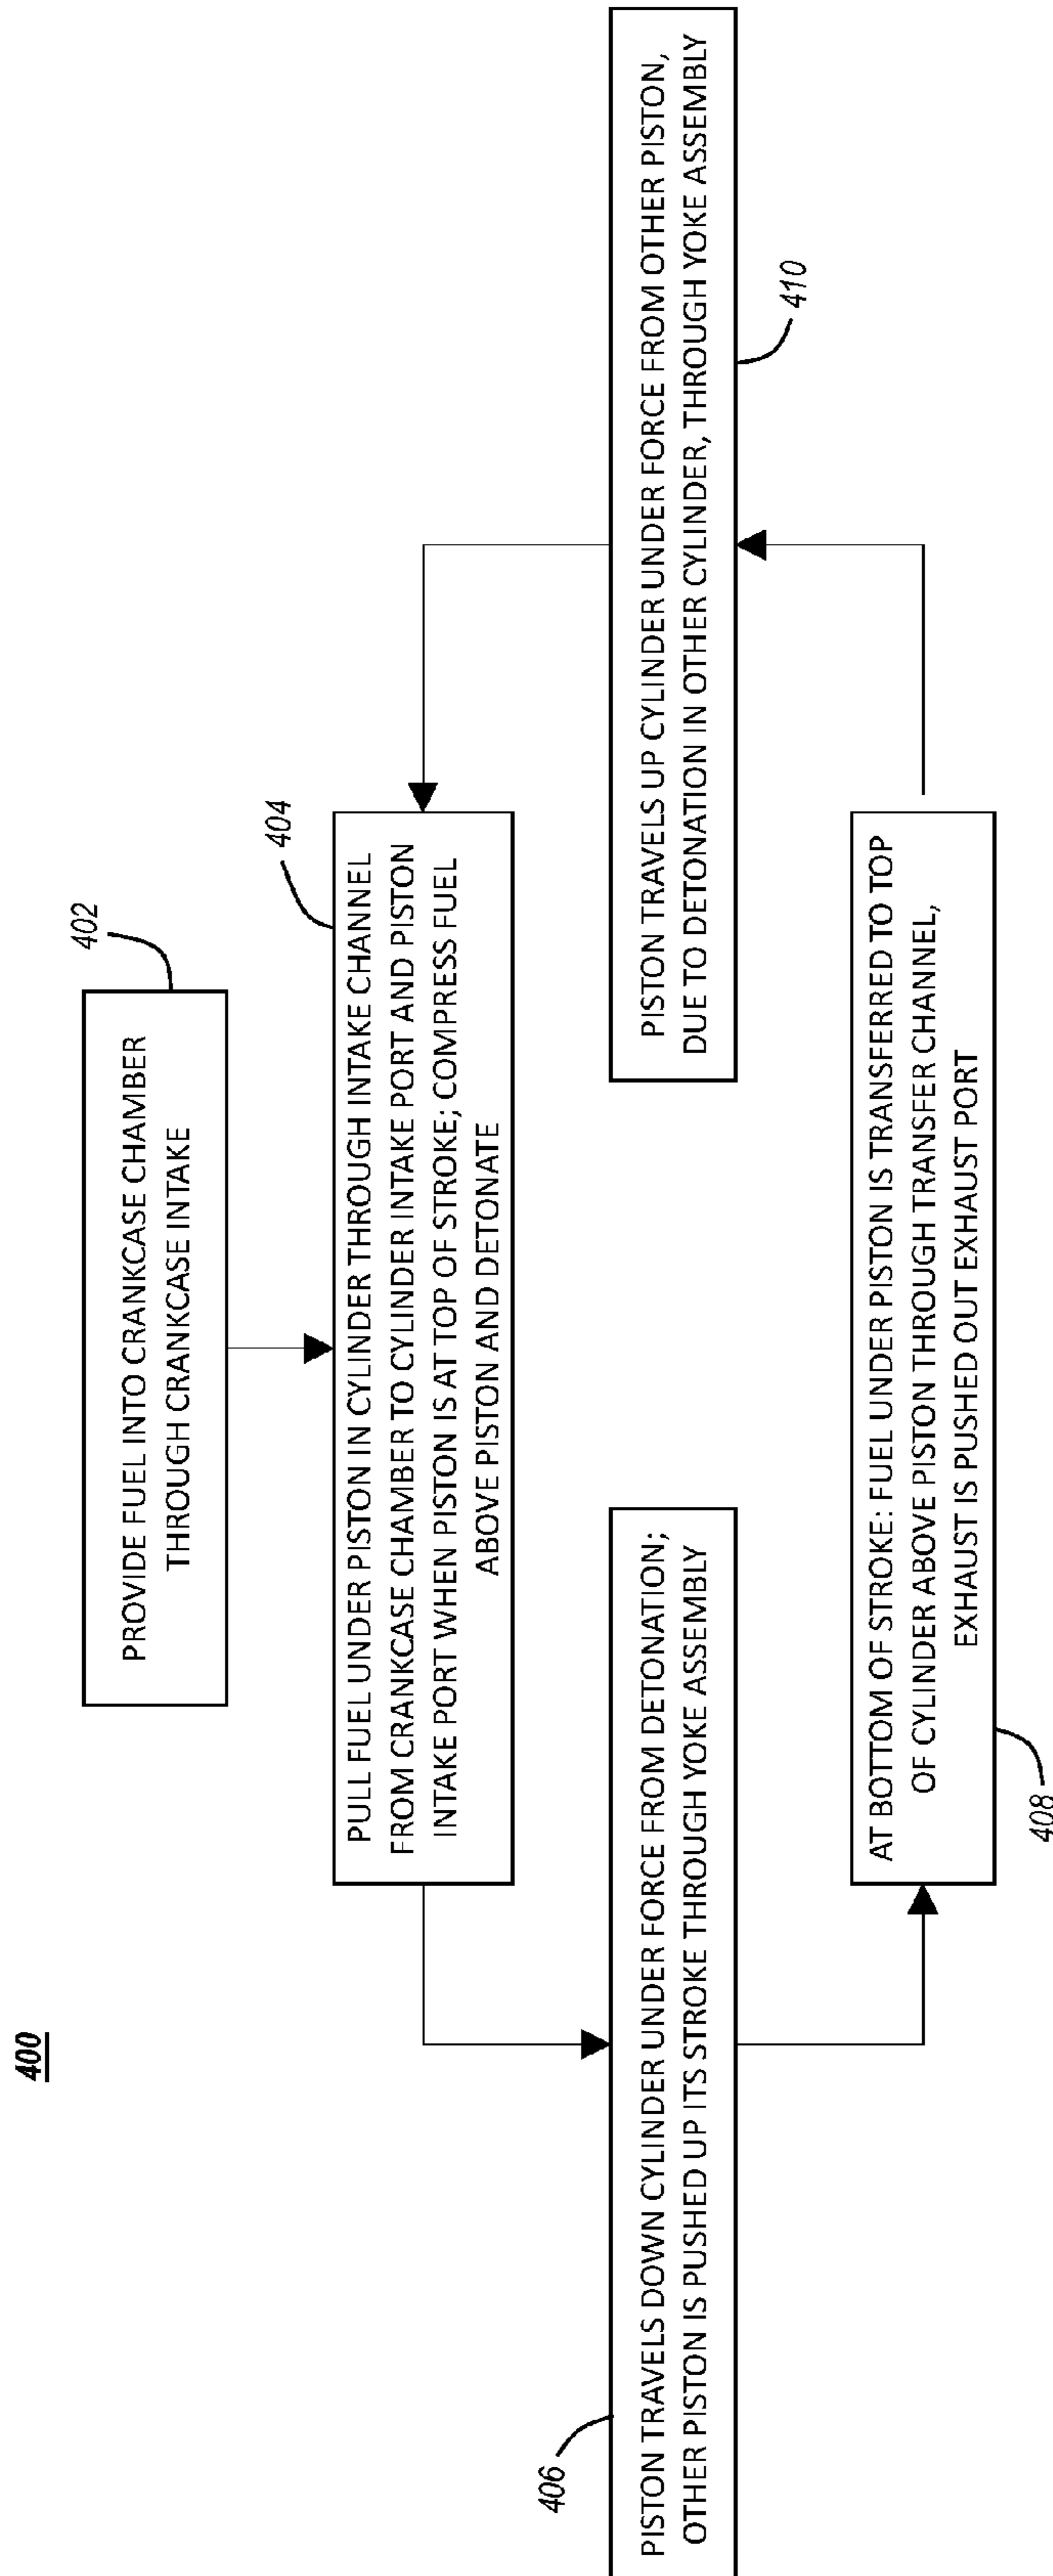 400
402
PROVIDE FUEL INTO CRANKCASE CHAMBER
THROUGH CRANKCASE INTAKE
404
PULL FUEL UNDER PISTON IN CYLINDER THROUGH INTAKE CHANNEL
FROM CRANKCASE CHAMBER TO CYLINDER INTAKE PORT AND PISTON
INTAKE PORT WHEN PISTON IS AT TOP OF STROKE; COMPRESS FUEL
ABOVE PISTON AND DETONATE
406
PISTON TRAVELS DOWN CYLINDER UNDER FORCE FROM DETONATION;
OTHER PISTON IS PUSHED UP ITS STROKE THROUGH YOKE ASSEMBLY
408
AT BOTTOM OF STROKE: FUEL UNDER PISTON IS TRANSFERRED TO TOP
OF CYLINDER ABOVE PISTON THROUGH TRANSFER CHANNEL,
EXHAUST IS PUSHED OUT EXHAUST PORT
410
PISTON TRAVELS UP CYLINDER UNDER FORCE FROM OTHER PISTON,
DUE TO DETONATION IN OTHER CYLINDER, THROUGH YOKE ASSEMBLY